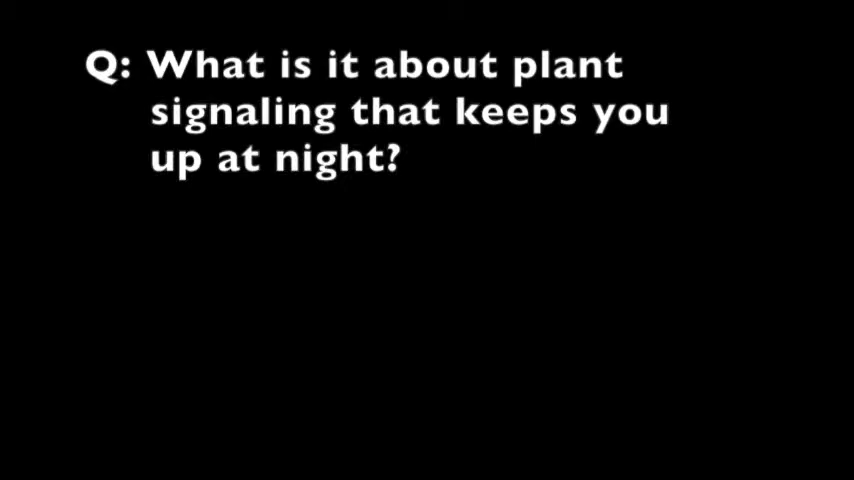 Q: What is it about plant
signaling that keeps you
up at night?